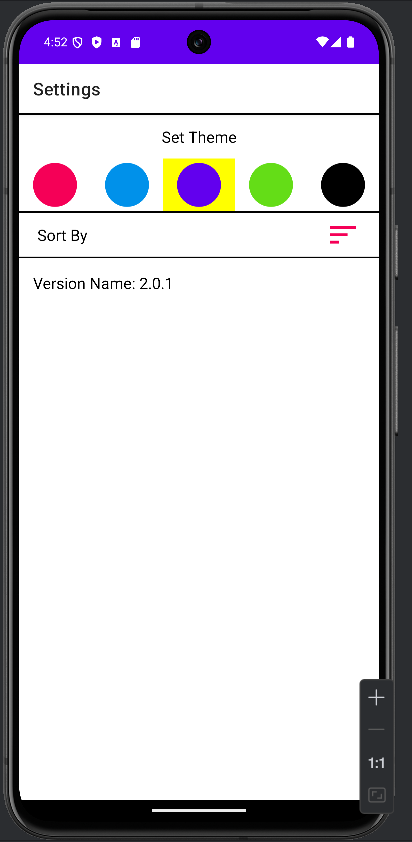 4:52
Settings
Set Theme
Sort By
Version Name: 2.0.1
1:1